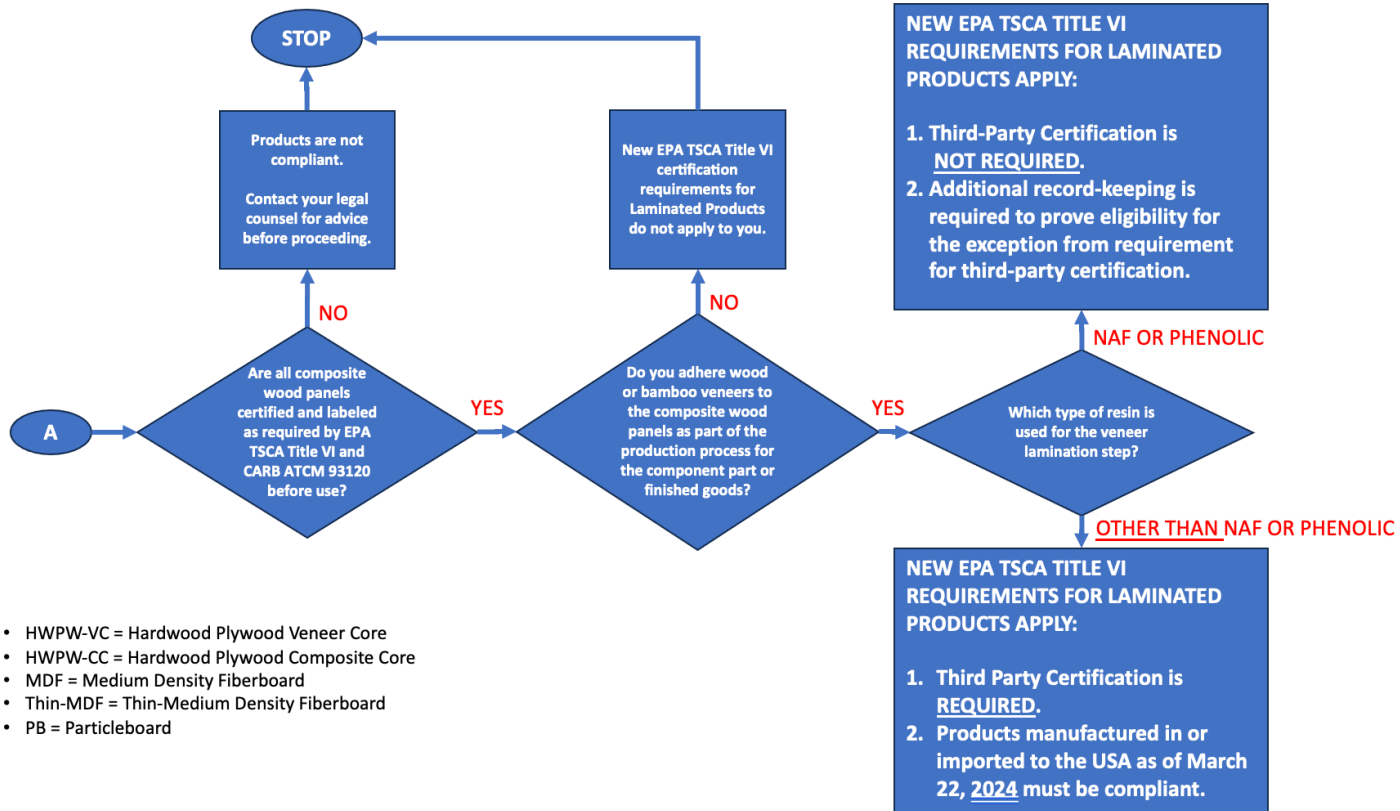 STOP
Products are not
compliant.
Contact your legal
counsel for advice
before proceeding.
New EPA TSCA Title VI
certification
requirements for
Laminated Products
do not apply to you.
NEW EPA TSCA TITLE VI
REQUIREMENTS FOR LAMINATED
PRODUCTS APPLY:
1. Third-Party Certification is
NOT REQUIRED.
2. Additional record-keeping is
required to prove eligibility for
the exception from requirement
for third-party certification.
NO
NO
NAF OR PHENOLIC
A
Are all composite
wood panels
certified and labeled
as required by EPA
TSCA Title VI and
CARB ATCM 93120
before use?
YES
Do you adhere wood
or bamboo veneers to
the composite wood
panels as part of the
production process for
the component part or
finished goods?
YES
Which type of resin is
used for the veneer
lamination step?
OTHER THAN NAF OR PHENOLIC
NEW EPA TSCA TITLE VI
REQUIREMENTS FOR LAMINATED
PRODUCTS APPLY:
1. Third Party Certification is
REQUIRED.
2. Products manufactured in or
imported to the USA as of March
22, 2024 must be compliant.
• HWPW-VC = Hardwood Plywood Veneer Core
• HWPW-CC = Hardwood Plywood Composite Core
• MDF = Medium Density Fiberboard
• Thin-MDF = Thin-Medium Density Fiberboard
• PB = Particleboard